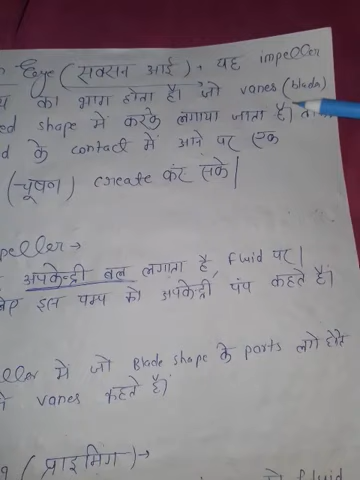 Eye (सक्सन आई) → यह impeller
का भाग होता है। जो vanes (blade)
ed shape में करके लगाया जाता है।
d के contact में आने पर एक
(चूषण) create कर सके।
peller →
अपकेन्द्री बल लगाता है, fluid पर।
इस पम्प को अपकेन्द्री पंप कहते हैं।
ller में जो Blade shape के parts लगे होते
vanes कहते हैं।
g (प्राइमिंग) →